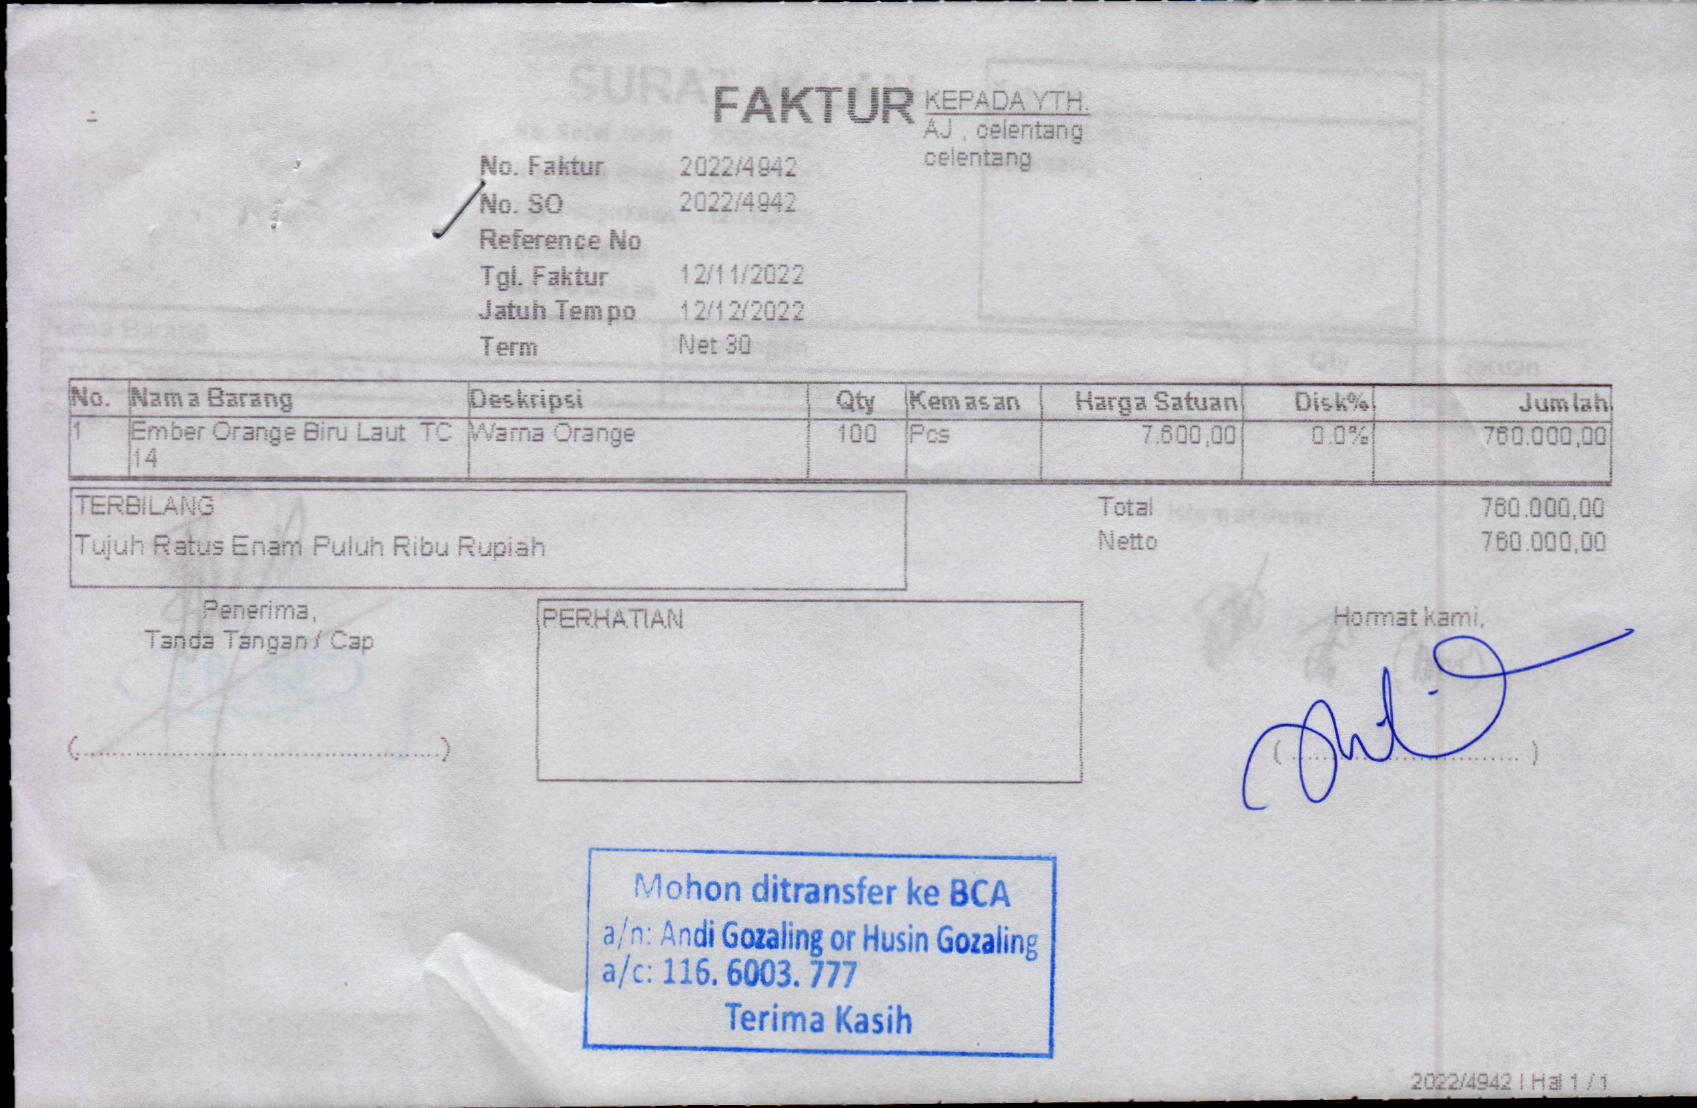 FAKTUR
KEPADA YTH.
AJ , celentang
celentang
No. Faktur 2022/4942
No. SO 2022/4942
Reference No
Tgl. Faktur 12/11/2022
Jatuh Tempo 12/12/2022
Term Net 30
No. Nama Barang Deskripsi Qty Kemasan Harga Satuan Disk% Jumlah
1 Ember Orange Biru Laut TC Warna Orange 100 Pcs 7.600,00 0.0% 760.000,00
14
TERBILANG
Tujuh Ratus Enam Puluh Ribu Rupiah
Total 760.000,00
Netto 760.000,00
Penerima,
Tanda Tangan / Cap
PERHATIAN
Hormat kami,
Mohon ditransfer ke BCA
a/n: Andi Gozaling or Husin Gozaling
a/c: 116. 6003. 777
Terima Kasih
2022/4942 | Hal 1 / 1